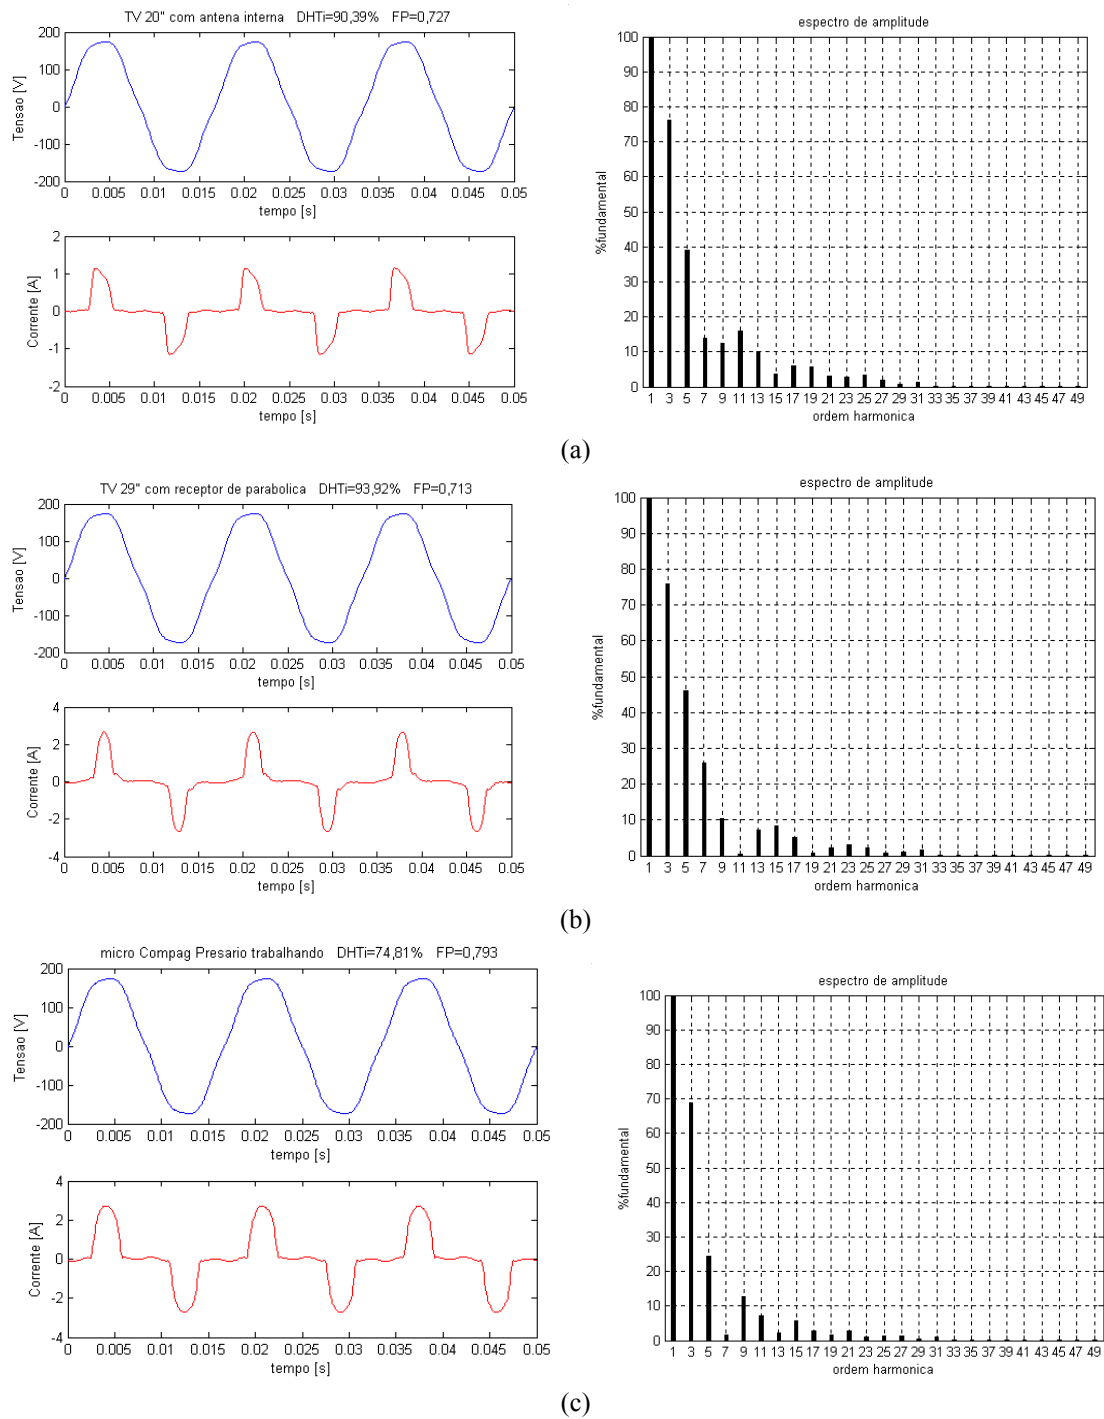 TV 20" com antena interna DHTi=90,39% FP=0,727
espectro de amplitude
Tensao [V]
200
100
0
-100
-200
0 0.005 0.01 0.015 0.02 0.025 0.03 0.035 0.04 0.045 0.05
tempo [s]
Corrente [A]
2
1
0
-1
-2
0 0.005 0.01 0.015 0.02 0.025 0.03 0.035 0.04 0.045 0.05
tempo [s]
%fundamental
100
90
80
70
60
50
40
30
20
10
0
1 3 5 7 9 11 13 15 17 19 21 23 25 27 29 31 33 35 37 39 41 43 45 47 49
ordem harmonica
(a)
TV 29" com receptor de parabolica DHTi=93,92% FP=0,713
espectro de amplitude
Tensao [V]
200
100
0
-100
-200
0 0.005 0.01 0.015 0.02 0.025 0.03 0.035 0.04 0.045 0.05
tempo [s]
Corrente [A]
4
2
0
-2
-4
0 0.005 0.01 0.015 0.02 0.025 0.03 0.035 0.04 0.045 0.05
tempo [s]
%fundamental
100
90
80
70
60
50
40
30
20
10
0
1 3 5 7 9 11 13 15 17 19 21 23 25 27 29 31 33 35 37 39 41 43 45 47 49
ordem harmonica
(b)
micro Compag Presario trabalhando DHTi=74,81% FP=0,793
espectro de amplitude
Tensao [V]
200
100
0
-100
-200
0 0.005 0.01 0.015 0.02 0.025 0.03 0.035 0.04 0.045 0.05
tempo [s]
Corrente [A]
4
2
0
-2
-4
0 0.005 0.01 0.015 0.02 0.025 0.03 0.035 0.04 0.045 0.05
tempo [s]
%fundamental
100
90
80
70
60
50
40
30
20
10
0
1 3 5 7 9 11 13 15 17 19 21 23 25 27 29 31 33 35 37 39 41 43 45 47 49
ordem harmonica
(c)